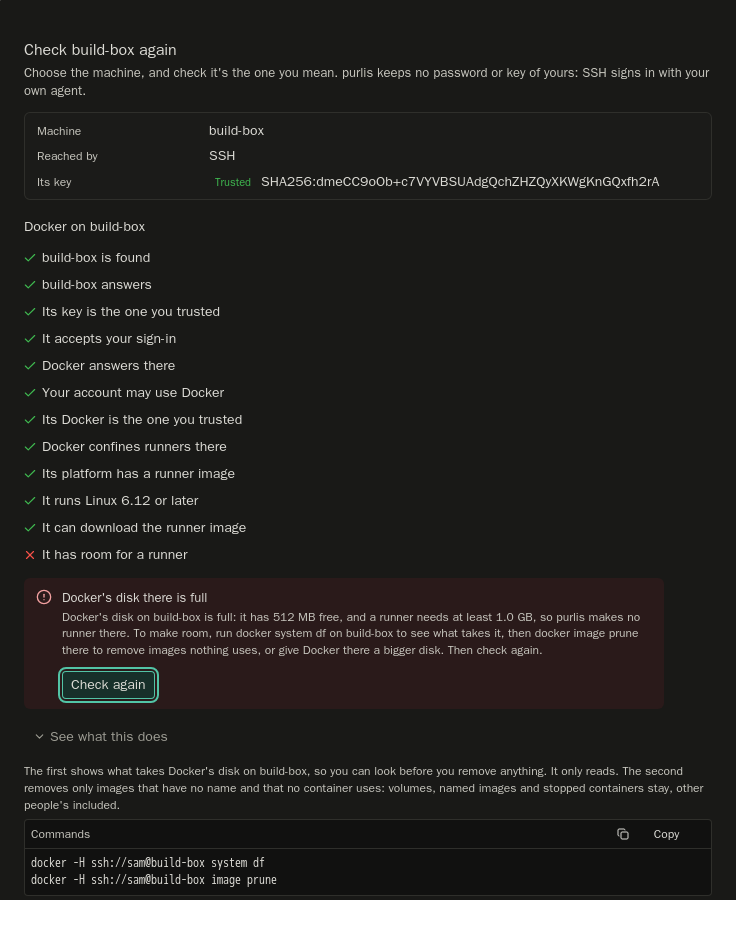 Check build-box again
Choose the machine, and check it's the one you mean. purlis keeps no password or key of yours: SSH signs in with your
own agent.
Machine build-box
Reached by SSH
Its key Trusted SHA256:dmeCC9oOb+c7VYVBSUAdgQchZHZQyXKWgKnGQxfh2rA
Docker on build-box
build-box is found
build-box answers
Its key is the one you trusted
It accepts your sign-in
Docker answers there
Your account may use Docker
Its Docker is the one you trusted
Docker confines runners there
Its platform has a runner image
It runs Linux 6.12 or later
It can download the runner image
It has room for a runner
Docker's disk there is full
Docker's disk on build-box is full: it has 512 MB free, and a runner needs at least 1.0 GB, so purlis makes no
runner there. To make room, run docker system df on build-box to see what takes it, then docker image prune
there to remove images nothing uses, or give Docker there a bigger disk. Then check again.
Check again
See what this does
The first shows what takes Docker's disk on build-box, so you can look before you remove anything. It only reads. The second
removes only images that have no name and that no container uses: volumes, named images and stopped containers stay, other
people's included.
Commands Copy
docker -H ssh://sam@build-box system df
docker -H ssh://sam@build-box image prune